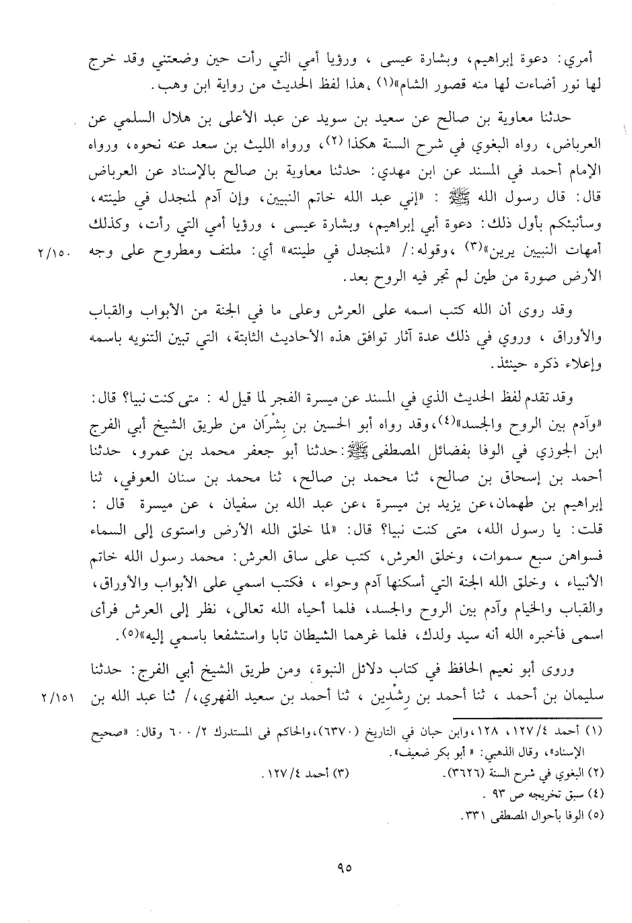 أمري: دعوة إبراهيم، وبشارة عيسى ، ورؤيا أمي التي رأت حين وضعتني وقد خرج
لها نور أضاءت لها منه قصور الشام»(١) ،هذا لفظ الحديث من رواية ابن وهب.
حدثنا معاوية بن صالح عن سعيد بن سويد عن عبد الأعلى بن هلال السلمي عن
العرباض، رواه البغوي في شرح السنة هكذا (٢)، ورواه الليث بن سعد عنه نحوه، ورواه
الإمام أحمد في المسند عن ابن مهدي: حدثنا معاوية بن صالح بالإسناد عن العرباض
قال: قال رسول الله ﷺ : «إني عبد الله خاتم النبيين، وإن آدم لمنجدل في طينته،
وسأنبئكم بأول ذلك: دعوة أبي إبراهيم، وبشارة عيسى ، ورؤيا أمي التي رأت، وكذلك
أمهات النبيين يرين»(٣) ،وقوله:/ «لمنجدل في طينته» أي: ملتف ومطروح على وجه ٢/١٥٠
الأرض صورة من طين لم تجر فيه الروح بعد.
وقد روى أن الله كتب اسمه على العرش وعلى ما في الجنة من الأبواب والقباب
والأوراق ، وروي في ذلك عدة آثار توافق هذه الأحاديث الثابتة، التي تبين التنويه باسمه
وإعلاء ذكره حينئذ.
وقد تقدم لفظ الحديث الذي في المسند عن ميسرة الفجر لما قيل له : متى كنت نبيا؟ قال:
«وآدم بين الروح والجسد»(٤)،وقد رواه أبو الحسين بن بِشْرَان من طريق الشيخ أبي الفرج
ابن الجوزي في الوفا بفضائل المصطفى ﷺ:حدثنا أبو جعفر محمد بن عمرو، حدثنا
أحمد بن إسحاق بن صالح، ثنا محمد بن صالح، ثنا محمد بن سنان العوفي، ثنا
إبراهيم بن طهمان،عن يزيد بن ميسرة ،عن عبد الله بن سفيان ، عن ميسرة قال :
قلت: يا رسول الله، متى كنت نبيا؟ قال: «لما خلق الله الأرض واستوى إلى السماء
فسواهن سبع سموات، وخلق العرش، كتب على ساق العرش: محمد رسول الله خاتم
الأنبياء ، وخلق الله الجنة التي أسكنها آدم وحواء ، فكتب اسمي على الأبواب والأوراق،
والقباب والخيام وآدم بين الروح والجسد، فلما أحياه الله تعالى، نظر إلى العرش فرأى
اسمى فأخبره الله أنه سيد ولدك، فلما غرهما الشيطان تابا واستشفعا باسمي إليه»(٥).
وروى أبو نعيم الحافظ في كتاب دلائل النبوة، ومن طريق الشيخ أبي الفرج: حدثنا
سليمان بن أحمد ، ثنا أحمد بن رِشْدِين ، ثنا أحمد بن سعيد الفهري،/ ثنا عبد الله بن ٢/١٥١
(١) أحمد ٤/ ١٢٧، ١٢٨ ،وابن حبان في التاريخ (٦٣٧٠)،والحاكم فى المستدرك ٢/ ٦٠٠ وقال: «صحيح
الإسناد»، وقال الذهبي: « أبو بكر ضعيف».
(٢) البغوي في شرح السنة (٣٦٢٦). (٣) أحمد ٤/ ١٢٧ .
(٤) سبق تخريجه ص ٩٣ .
(٥) الوفا بأحوال المصطفى ٣٣١.
٩٥